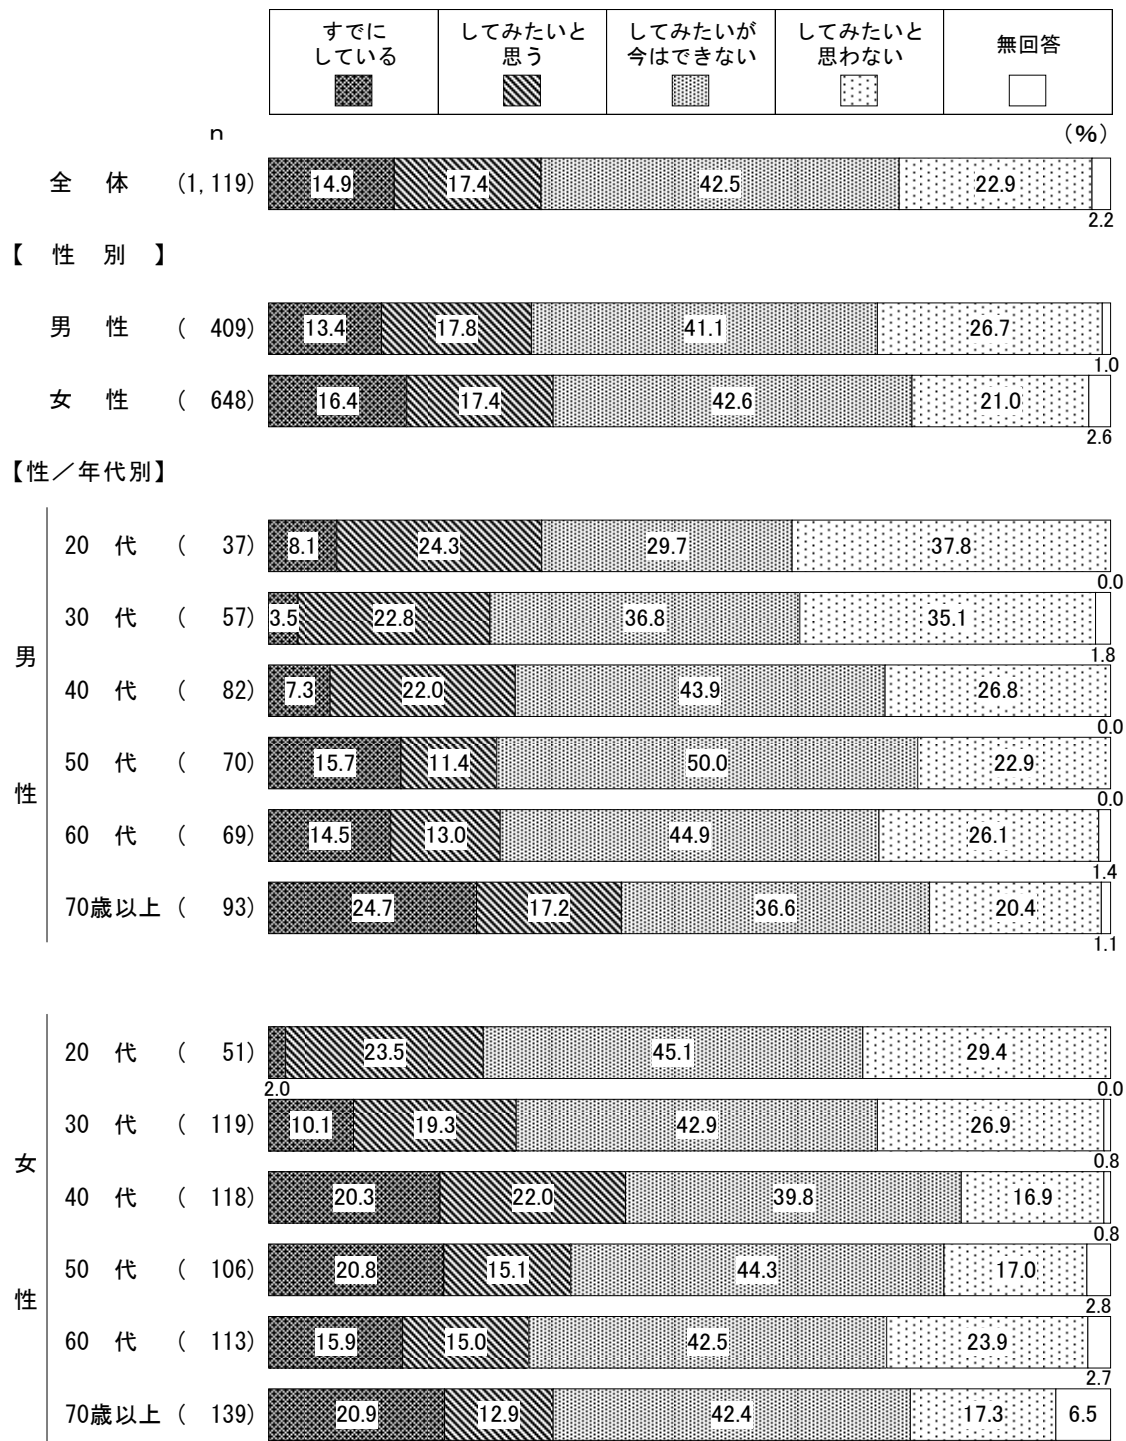 すでに
している
してみたいと
思う
してみたいが
今はできない
してみたいと
思わない
無回答
n
(%)
全 体 (1,119) 14.9 17.4 42.5 22.9 2.2
【 性 別 】
男 性 ( 409) 13.4 17.8 41.1 26.7 1.0
女 性 ( 648) 16.4 17.4 42.6 21.0 2.6
【性/年代別】
男性
20 代 ( 37) 8.1 24.3 29.7 37.8 0.0
30 代 ( 57) 3.5 22.8 36.8 35.1 1.8
40 代 ( 82) 7.3 22.0 43.9 26.8 0.0
50 代 ( 70) 15.7 11.4 50.0 22.9 0.0
60 代 ( 69) 14.5 13.0 44.9 26.1 1.4
70歳以上 ( 93) 24.7 17.2 36.6 20.4 1.1
女性
20 代 ( 51) 2.0 23.5 45.1 29.4 0.0
30 代 ( 119) 10.1 19.3 42.9 26.9 0.8
40 代 ( 118) 20.3 22.0 39.8 16.9 0.8
50 代 ( 106) 20.8 15.1 44.3 17.0 2.8
60 代 ( 113) 15.9 15.0 42.5 23.9 2.7
70歳以上 ( 139) 20.9 12.9 42.4 17.3 6.5